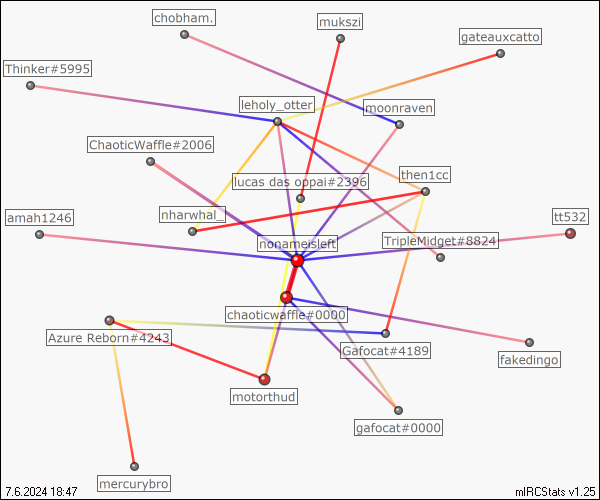 chobham.
mukszi
gateauxcatto
Thinker#5995
leholy_otter
moonraven
ChaoticWaffle#2006
lucas das oppai#2396
then1cc
amah1246
nharwhal_
tt532
nonameisleft
TripleMidget#8824
chaoticwaffle#0000
Azure Reborn#4243
Gafocat#4189
fakedingo
motorthud
gafocat#0000
mercurybro
7.6.2024 18:47
mIRCStats v1.25